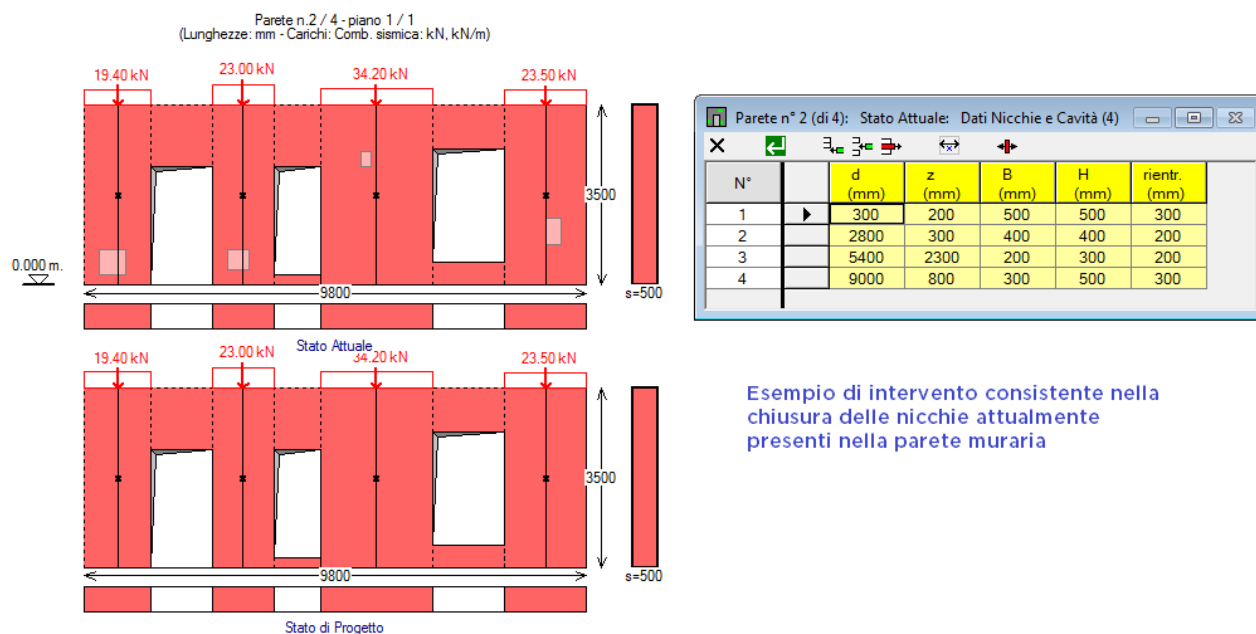 Parete n.2 / 4 - piano 1 / 1
(Lunghezze: mm - Carichi: Comb. sismica: kN, kN/m)
19.40 kN 23.00 kN 34.20 kN 23.50 kN
3500
0.000 m.
9800
s=500
Stato Attuale
19.40 kN 23.00 kN 34.20 kN 23.50 kN
3500
9800
s=500
Stato di Progetto
Parete n° 2 (di 4): Stato Attuale: Dati Nicchie e Cavità (4)
N° d (mm) z (mm) B (mm) H (mm) rientr. (mm)
1 300 200 500 500 300
2 2800 300 400 400 200
3 5400 2300 200 300 200
4 9000 800 300 500 300
Esempio di intervento consistente nella
chiusura delle nicchie attualmente
presenti nella parete muraria